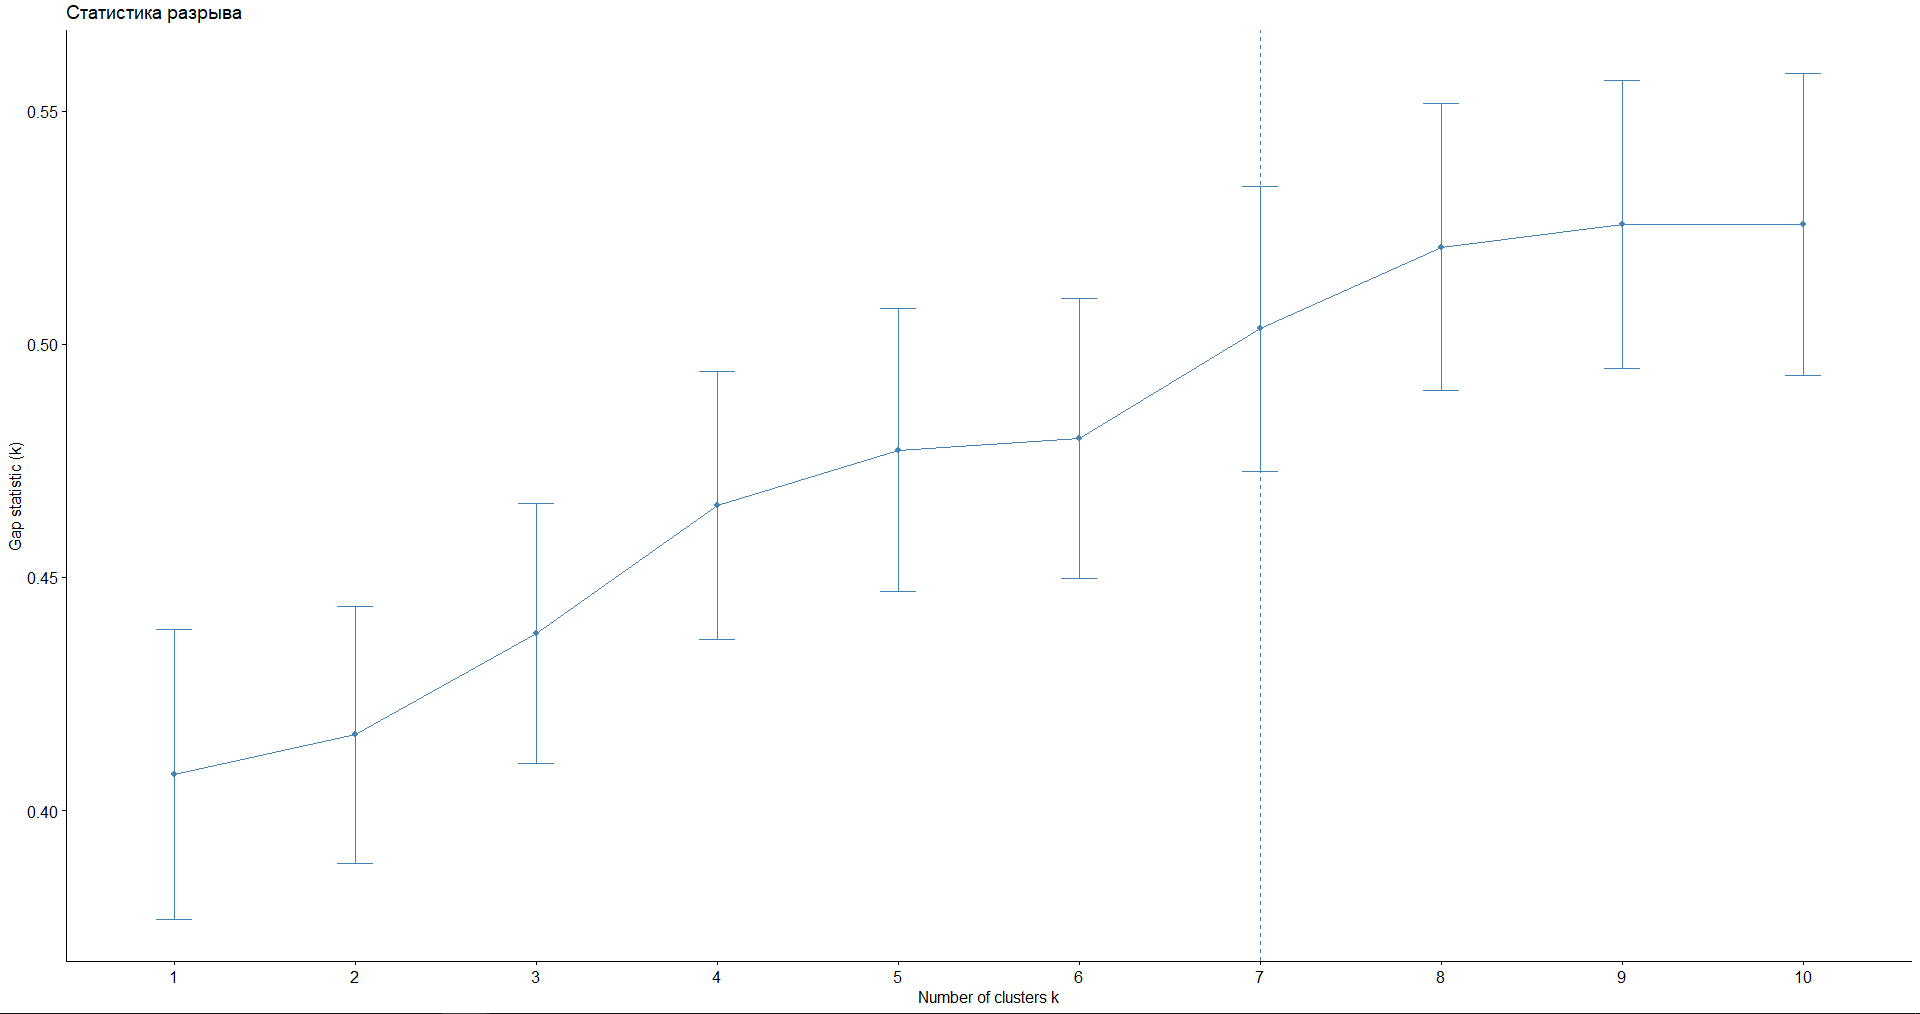 Статистика разрыва
0.55
0.50
0.45
0.40
Gap statistic (k)
1 2 3 4 5 6 7 8 9 10
Number of clusters k